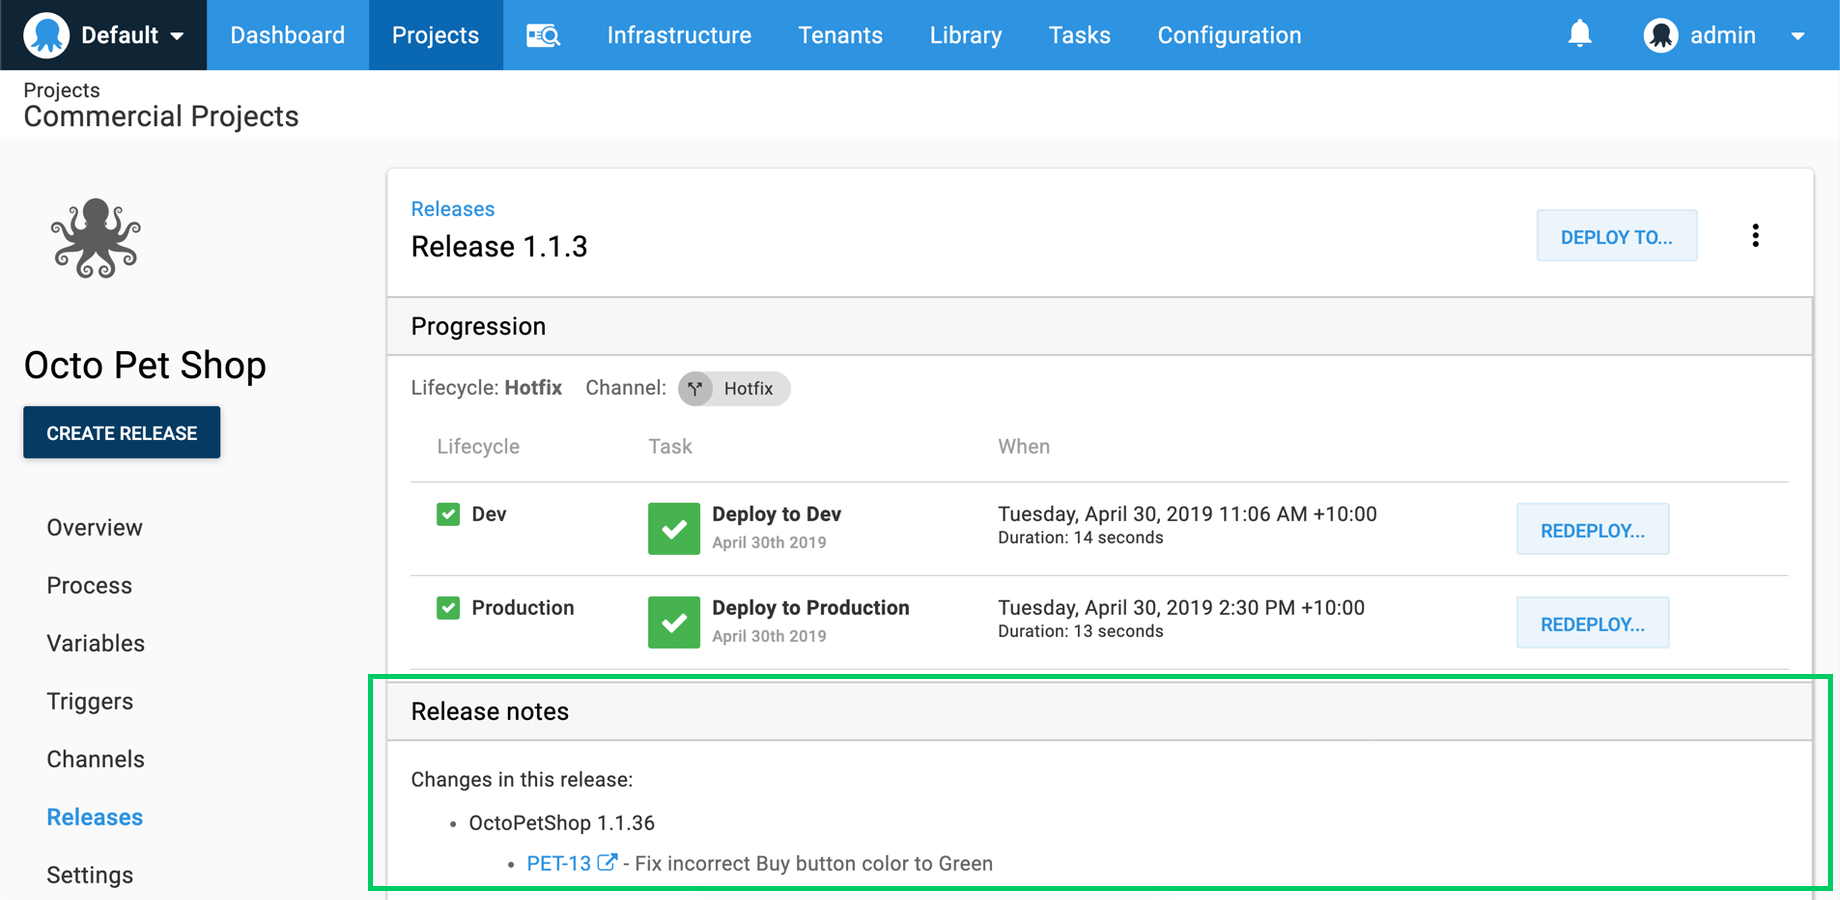 Default Dashboard Projects Infrastructure Tenants Library Tasks Configuration admin
Projects
Commercial Projects
Octo Pet Shop
CREATE RELEASE
Overview
Process
Variables
Triggers
Channels
Releases
Settings
Releases
Release 1.1.3
DEPLOY TO...
Progression
Lifecycle: Hotfix Channel: Hotfix
Lifecycle Task When
Dev Deploy to Dev Tuesday, April 30, 2019 11:06 AM +10:00 REDEPLOY...
April 30th 2019 Duration: 14 seconds
Production Deploy to Production Tuesday, April 30, 2019 2:30 PM +10:00 REDEPLOY...
April 30th 2019 Duration: 13 seconds
Release notes
Changes in this release:
• OctoPetShop 1.1.36
• PET-13 - Fix incorrect Buy button color to Green